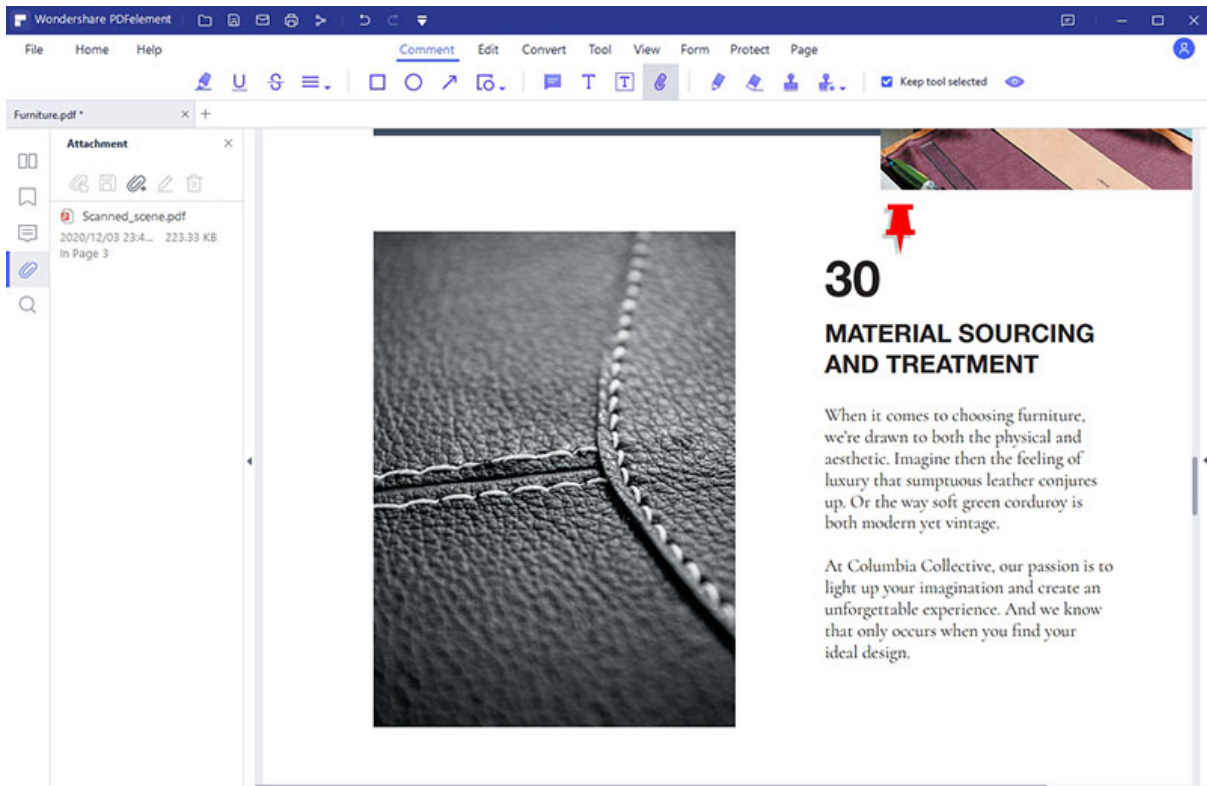 Wondershare PDFelement
File Home Help Comment Edit Convert Tool View Form Protect Page
Keep tool selected
Furniture.pdf *
Attachment
Scanned_scene.pdf
2020/12/03 23:4... 223.33 KB
In Page 3
30
MATERIAL SOURCING
AND TREATMENT
When it comes to choosing furniture,
we're drawn to both the physical and
aesthetic. Imagine then the feeling of
luxury that sumptuous leather conjures
up. Or the way soft green corduroy is
both modern yet vintage.
At Columbia Collective, our passion is to
light up your imagination and create an
unforgettable experience. And we know
that only occurs when you find your
ideal design.